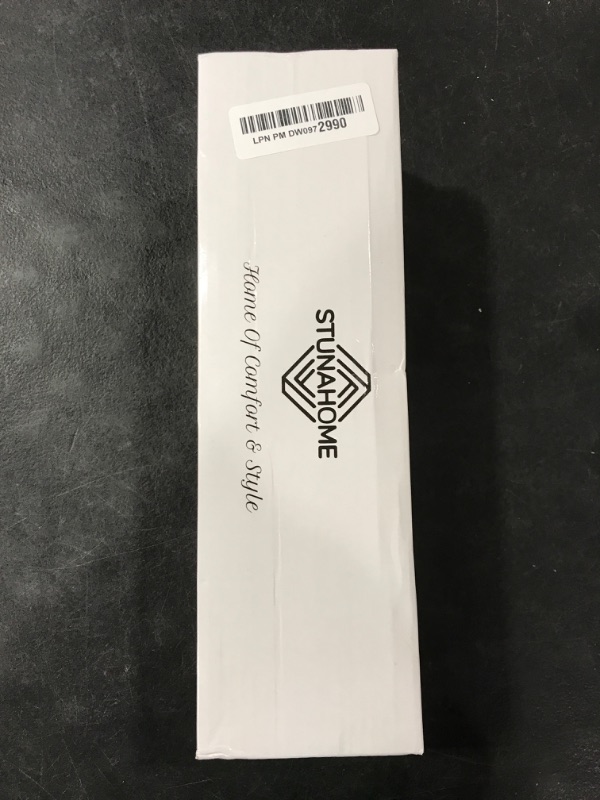 LPN PM DW0972990
STUNAHOME
Home Of Comfort & Style